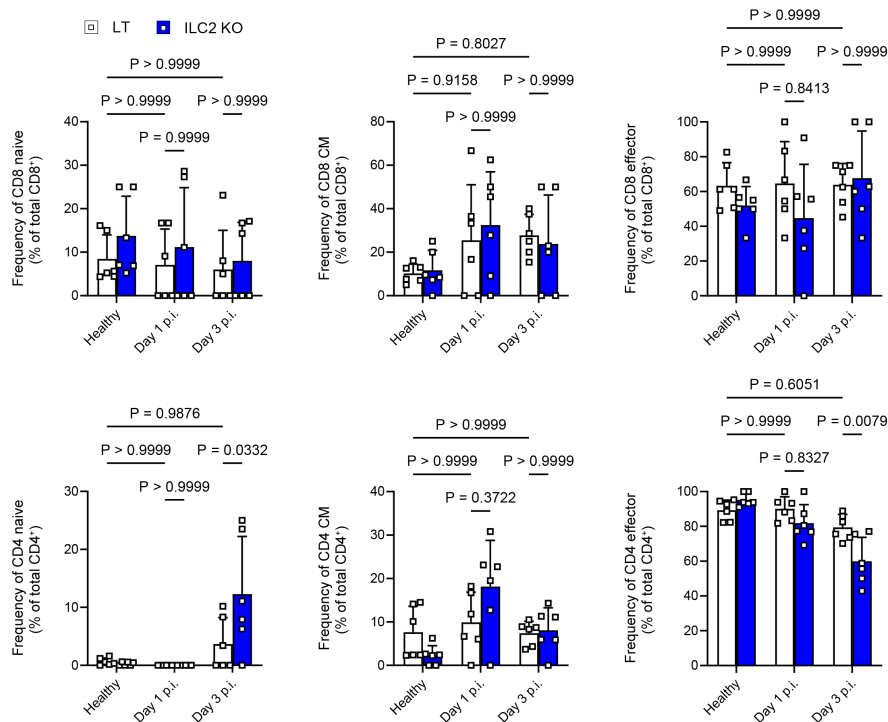 LT
ILC2 KO
P > 0.9999
P > 0.9999
P > 0.9999
P = 0.9999
Frequency of CD8 naive
(% of total CD8⁺)
40
30
20
10
0
Healthy
Day 1 p.i.
Day 3 p.i.
P = 0.8027
P = 0.9158
P > 0.9999
P > 0.9999
Frequency of CD8 CM
(% of total CD8⁺)
80
60
40
20
0
Healthy
Day 1 p.i.
Day 3 p.i.
P > 0.9999
P > 0.9999
P > 0.9999
P = 0.8413
Frequency of CD8 effector
(% of total CD8⁺)
100
80
60
40
20
0
Healthy
Day 1 p.i.
Day 3 p.i.
P = 0.9876
P > 0.9999
P = 0.0332
P > 0.9999
Frequency of CD4 naive
(% of total CD4⁺)
30
20
10
0
Healthy
Day 1 p.i.
Day 3 p.i.
P > 0.9999
P > 0.9999
P > 0.9999
P = 0.3722
Frequency of CD4 CM
(% of total CD4⁺)
40
30
20
10
0
Healthy
Day 1 p.i.
Day 3 p.i.
P = 0.6051
P > 0.9999
P = 0.0079
P = 0.8327
Frequency of CD4 effector
(% of total CD4⁺)
100
80
60
40
20
0
Healthy
Day 1 p.i.
Day 3 p.i.